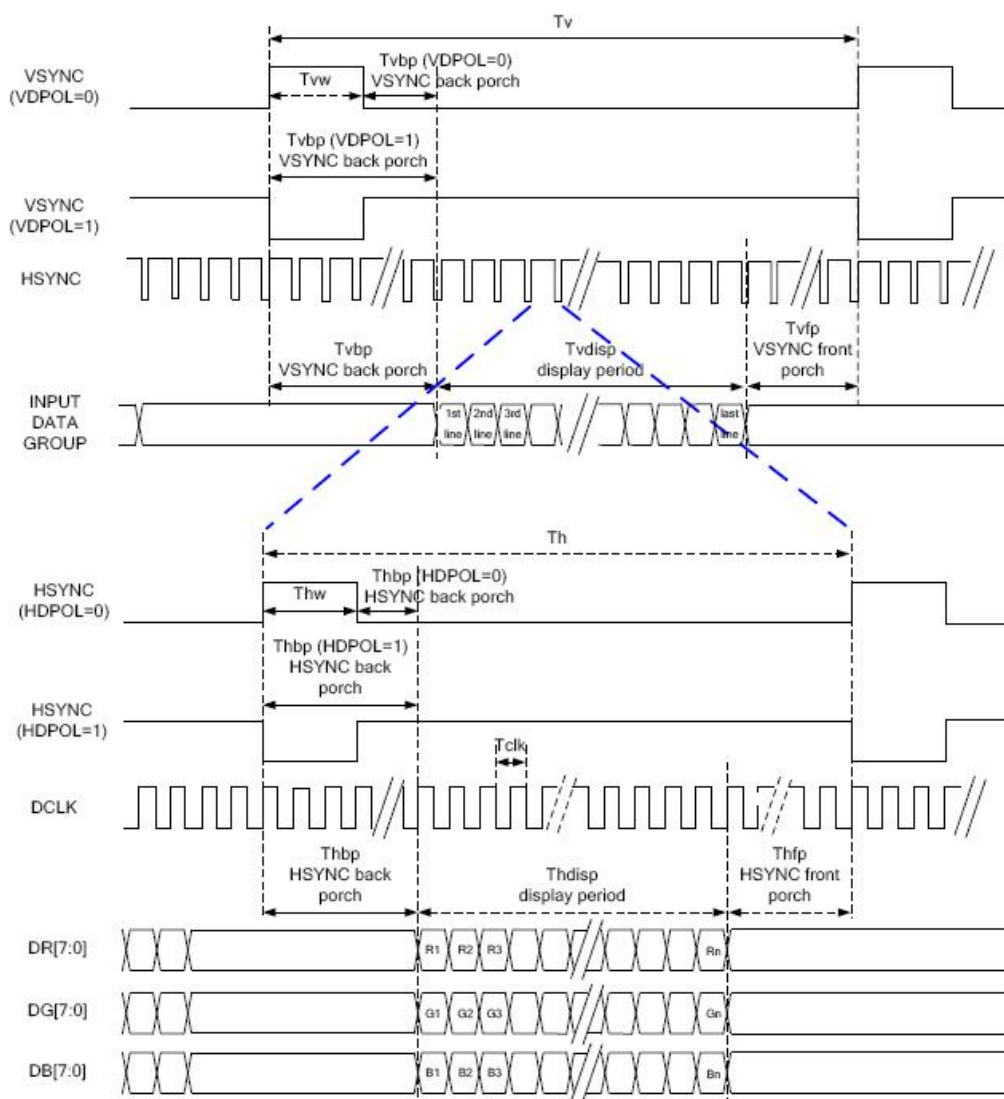 Tv
VSYNC
(VDPOL=0)
Tvw
Tvbp (VDPOL=0)
VSYNC back porch
Tvbp (VDPOL=1)
VSYNC back porch
VSYNC
(VDPOL=1)
HSYNC
Tvbp
VSYNC back porch
Tvdisp
display period
Tvfp
VSYNC front
porch
INPUT
DATA
GROUP
1st
line
2nd
line
3rd
line
last
line
Th
HSYNC
(HDPOL=0)
Thw
Thbp (HDPOL=0)
HSYNC back porch
Thbp (HDPOL=1)
HSYNC back
porch
HSYNC
(HDPOL=1)
Tclk
DCLK
Thbp
HSYNC back
porch
Thdisp
display period
Thfp
HSYNC front
porch
DR[7:0] R1 R2 R3 Rn
DG[7:0] G1 G2 G3 Gn
DB[7:0] B1 B2 B3 Bn